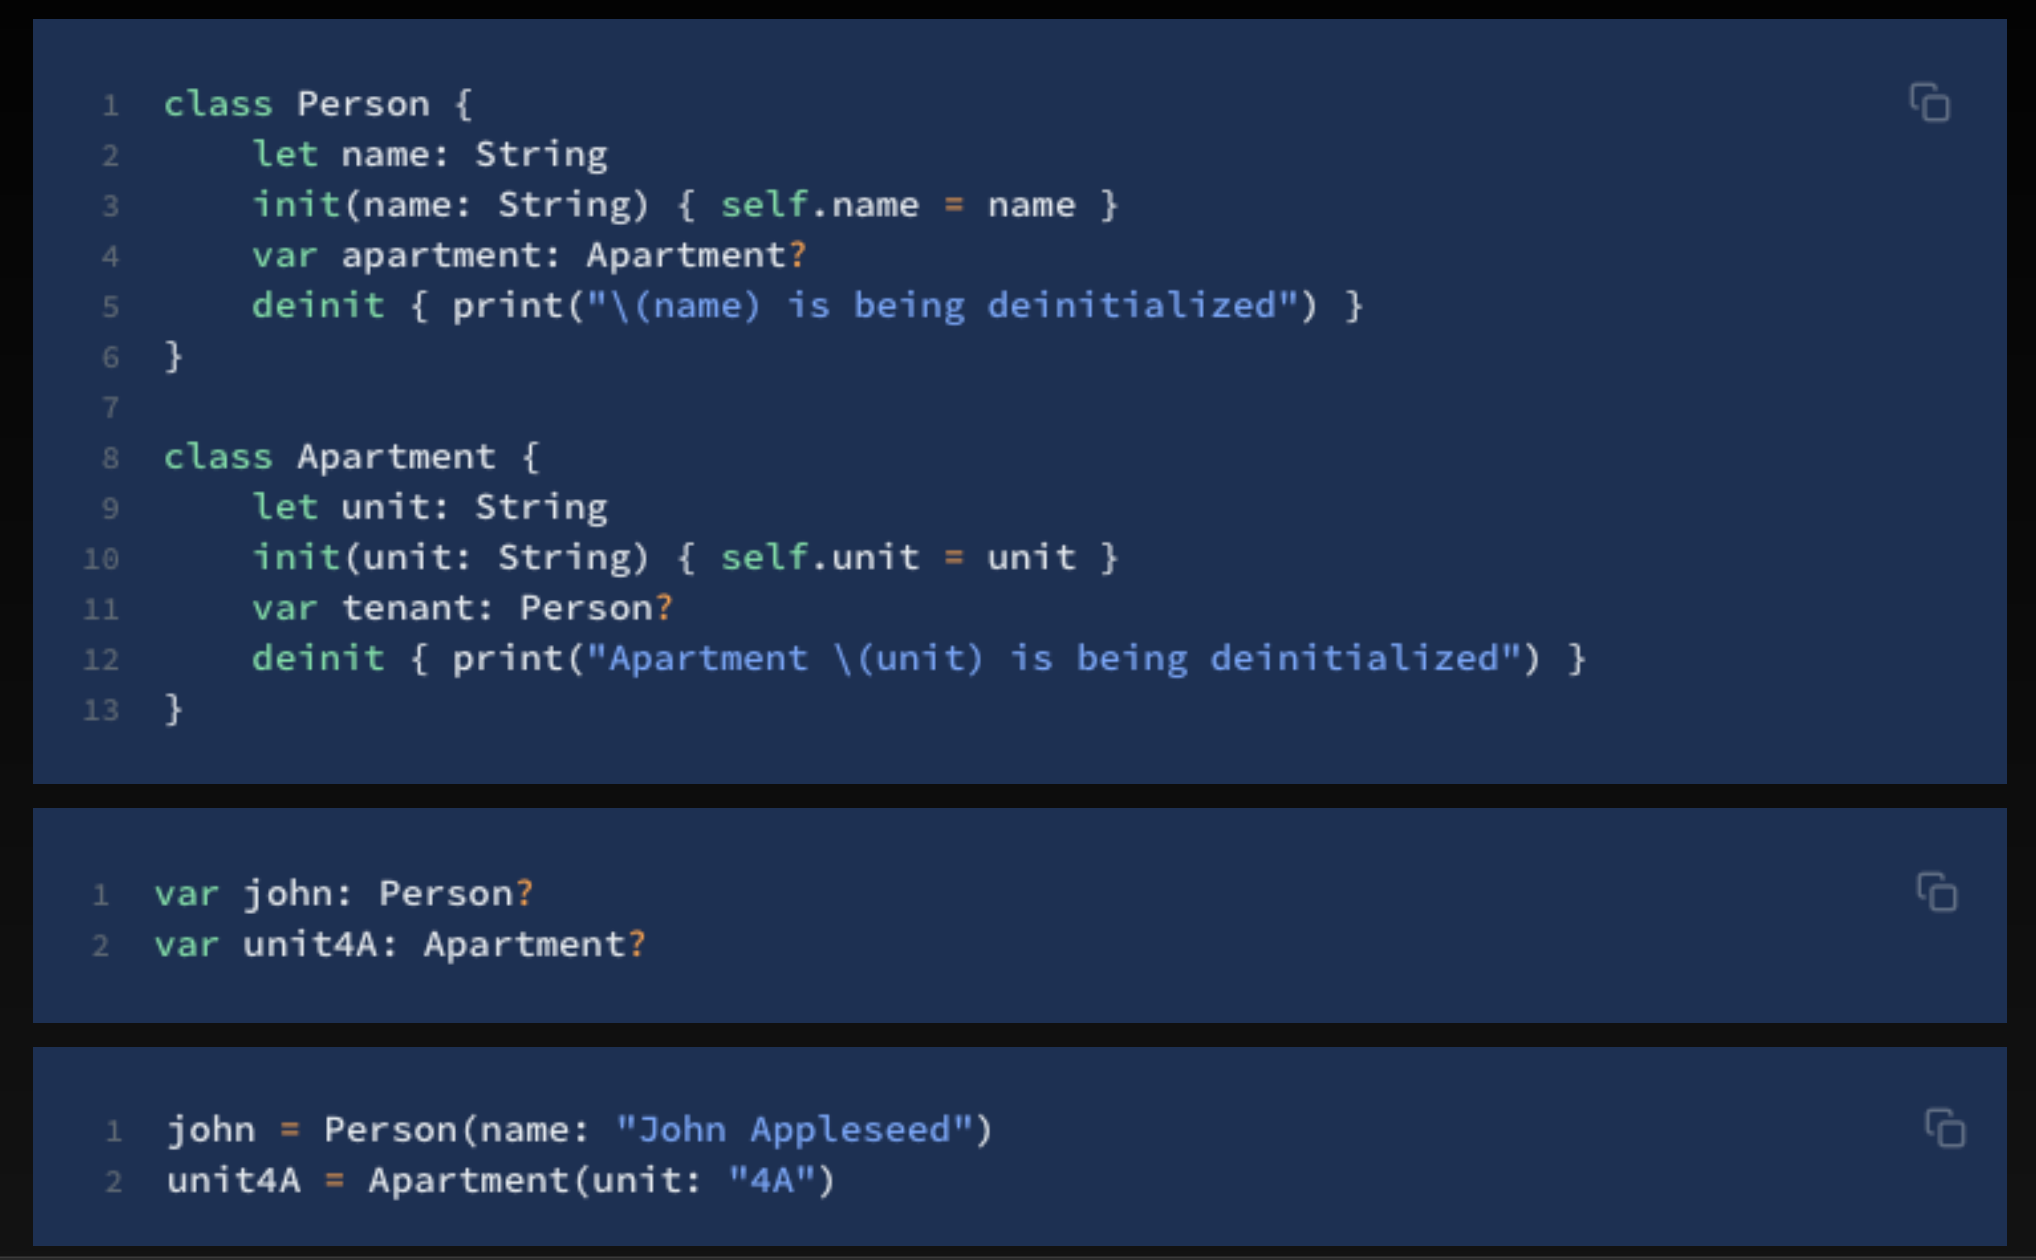 1 class Person {
2     let name: String
3     init(name: String) { self.name = name }
4     var apartment: Apartment?
5     deinit { print("\(name) is being deinitialized") }
6 }
7
8 class Apartment {
9     let unit: String
10     init(unit: String) { self.unit = unit }
11     var tenant: Person?
12     deinit { print("Apartment \(unit) is being deinitialized") }
13 }
1 var john: Person?
2 var unit4A: Apartment?
1 john = Person(name: "John Appleseed")
2 unit4A = Apartment(unit: "4A")